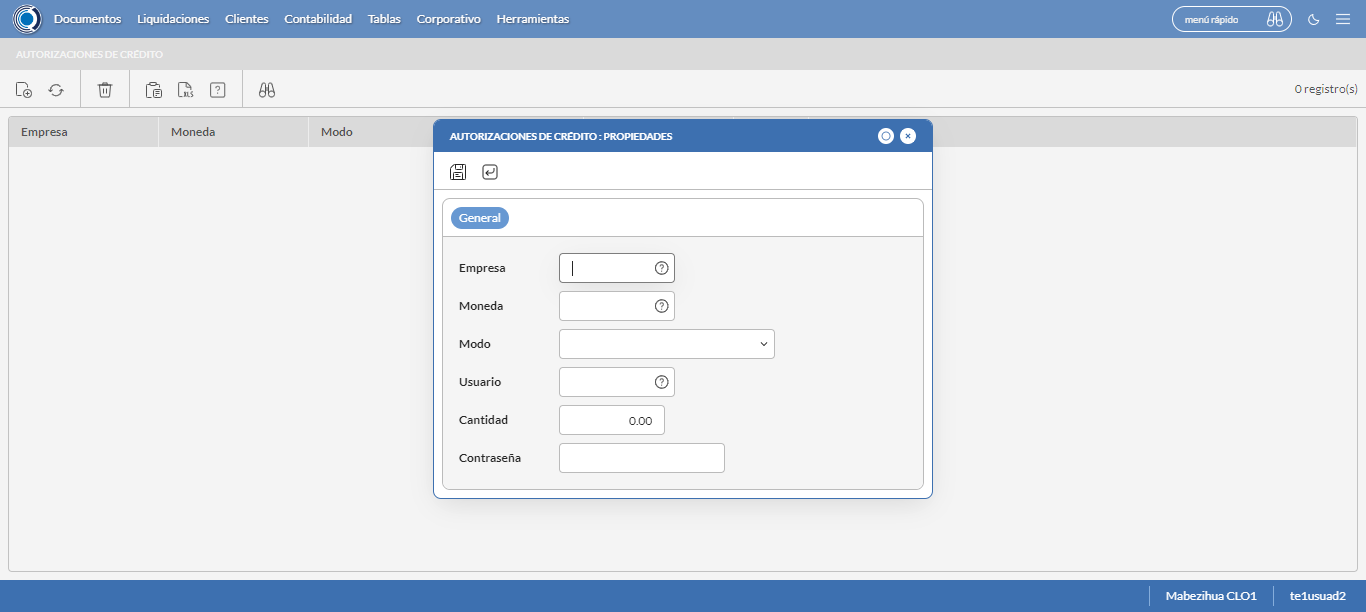 Documentos Liquidaciones Clientes Contabilidad Tablas Corporativo Herramientas menú rápido
AUTORIZACIONES DE CRÉDITO
XLS ? 0 registro(s)
Empresa Moneda Modo
AUTORIZACIONES DE CRÉDITO : PROPIEDADES
General
Empresa ?
Moneda ?
Modo
Usuario ?
Cantidad 0.00
Contraseña
Mabezihua CLO1 te1usuad2